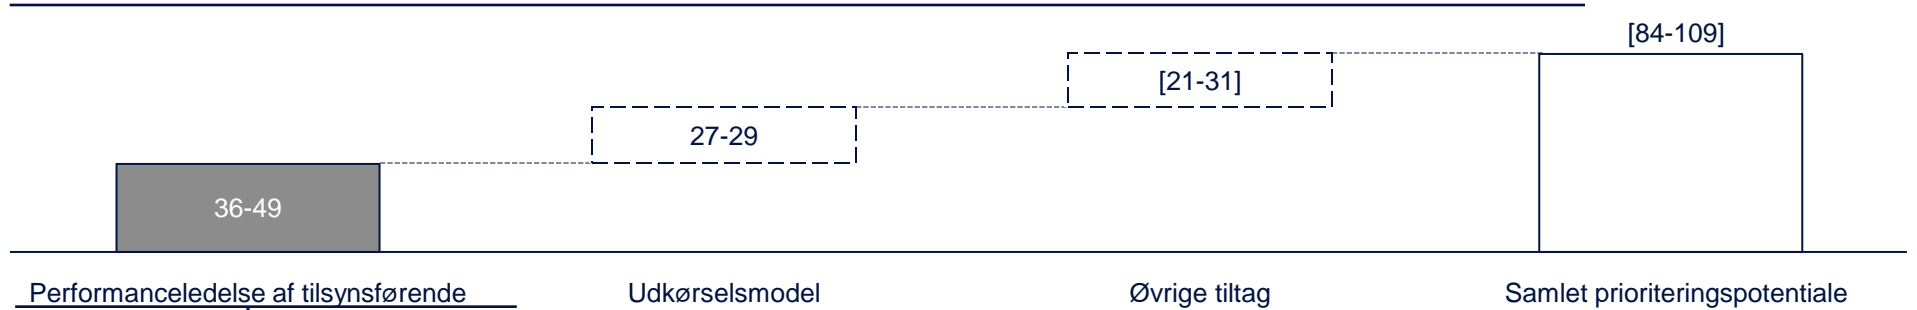 [84-109]
[21-31]
27-29
36-49
Performanceledelse af tilsynsførende
Udkørselsmodel
Øvrige tiltag
Samlet prioriteringspotentiale